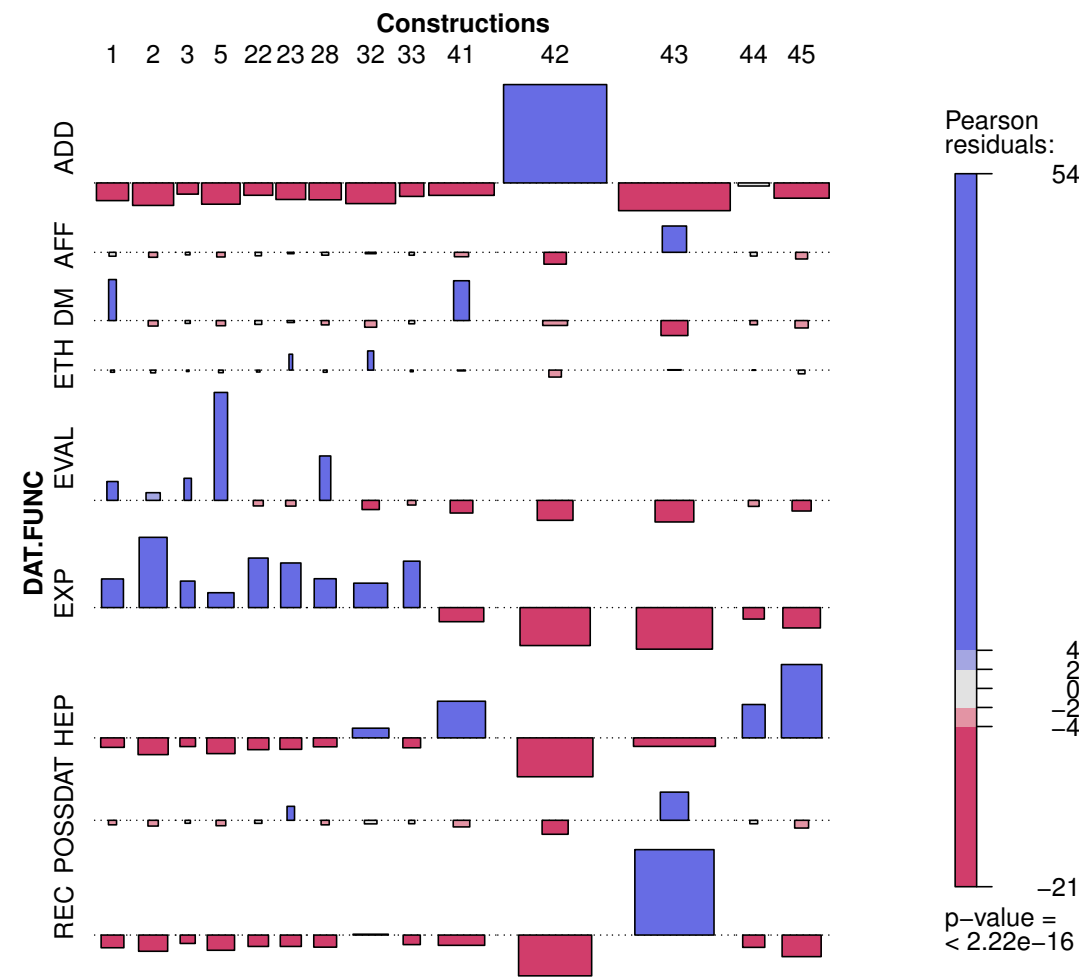 Constructions
1 2 3 5 22 23 28 32 33 41 42 43 44 45
DAT.FUNC
ADD
AFF
DM
ETH
EVAL
EXP
HEP
POSSDAT
REC
Pearson
residuals:
54
4
2
0
−2
−4
−21
p−value =
< 2.22e−16